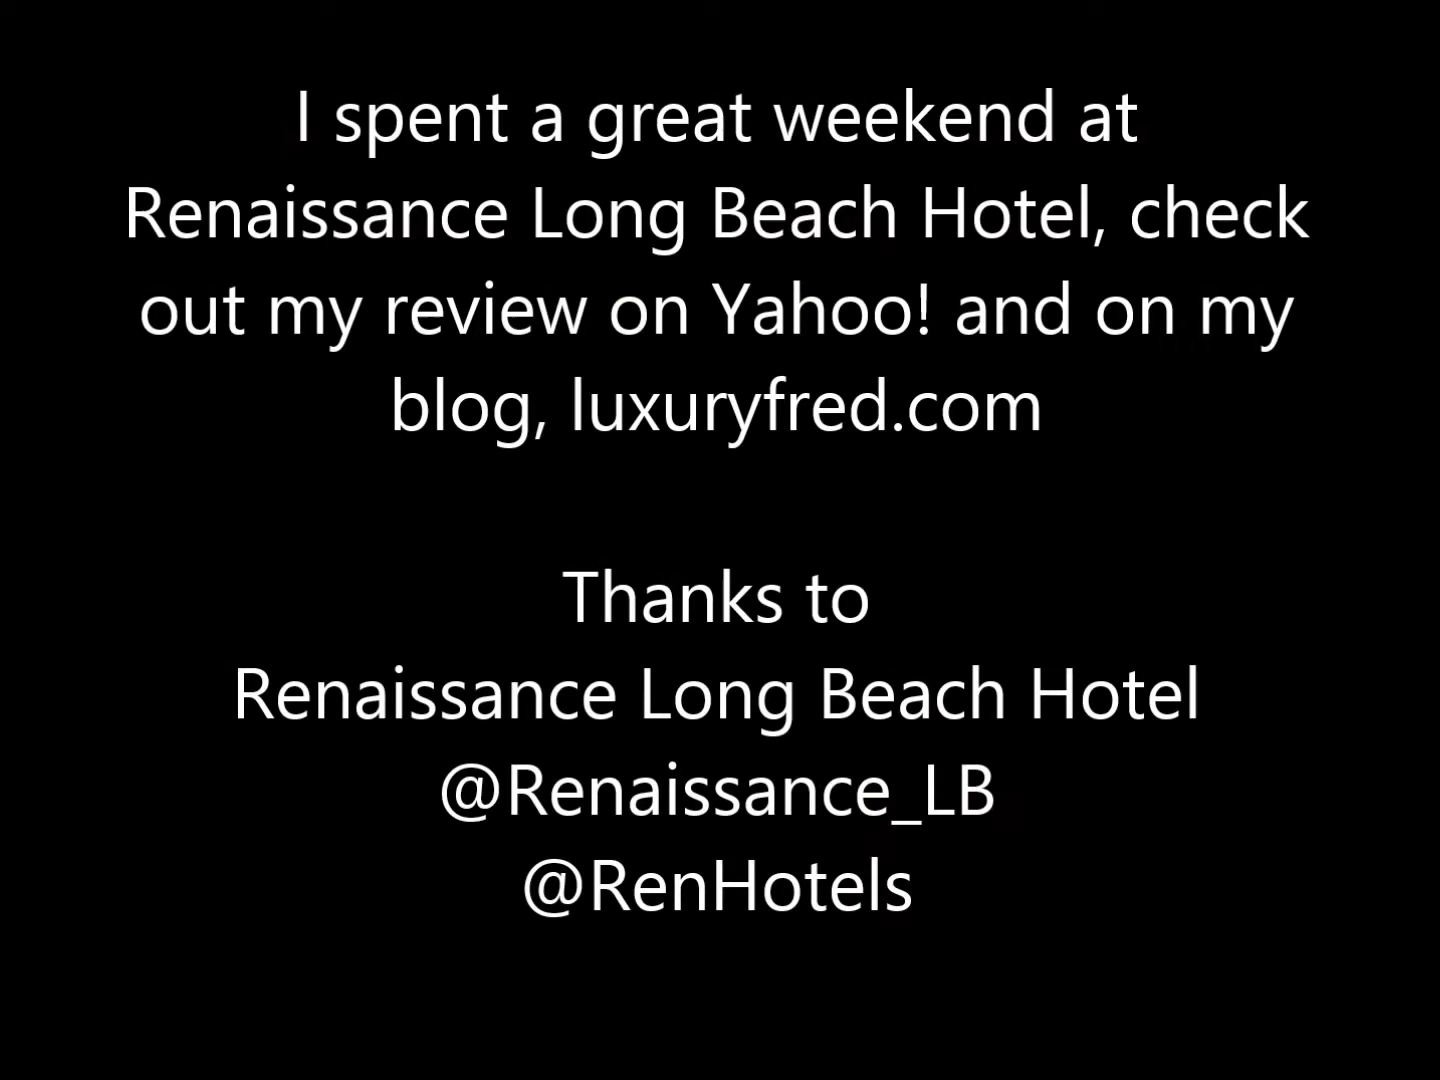 I spent a great weekend at
Renaissance Long Beach Hotel, check
out my review on Yahoo! and on my
blog, luxuryfred.com
Thanks to
Renaissance Long Beach Hotel
@Renaissance_LB
@RenHotels